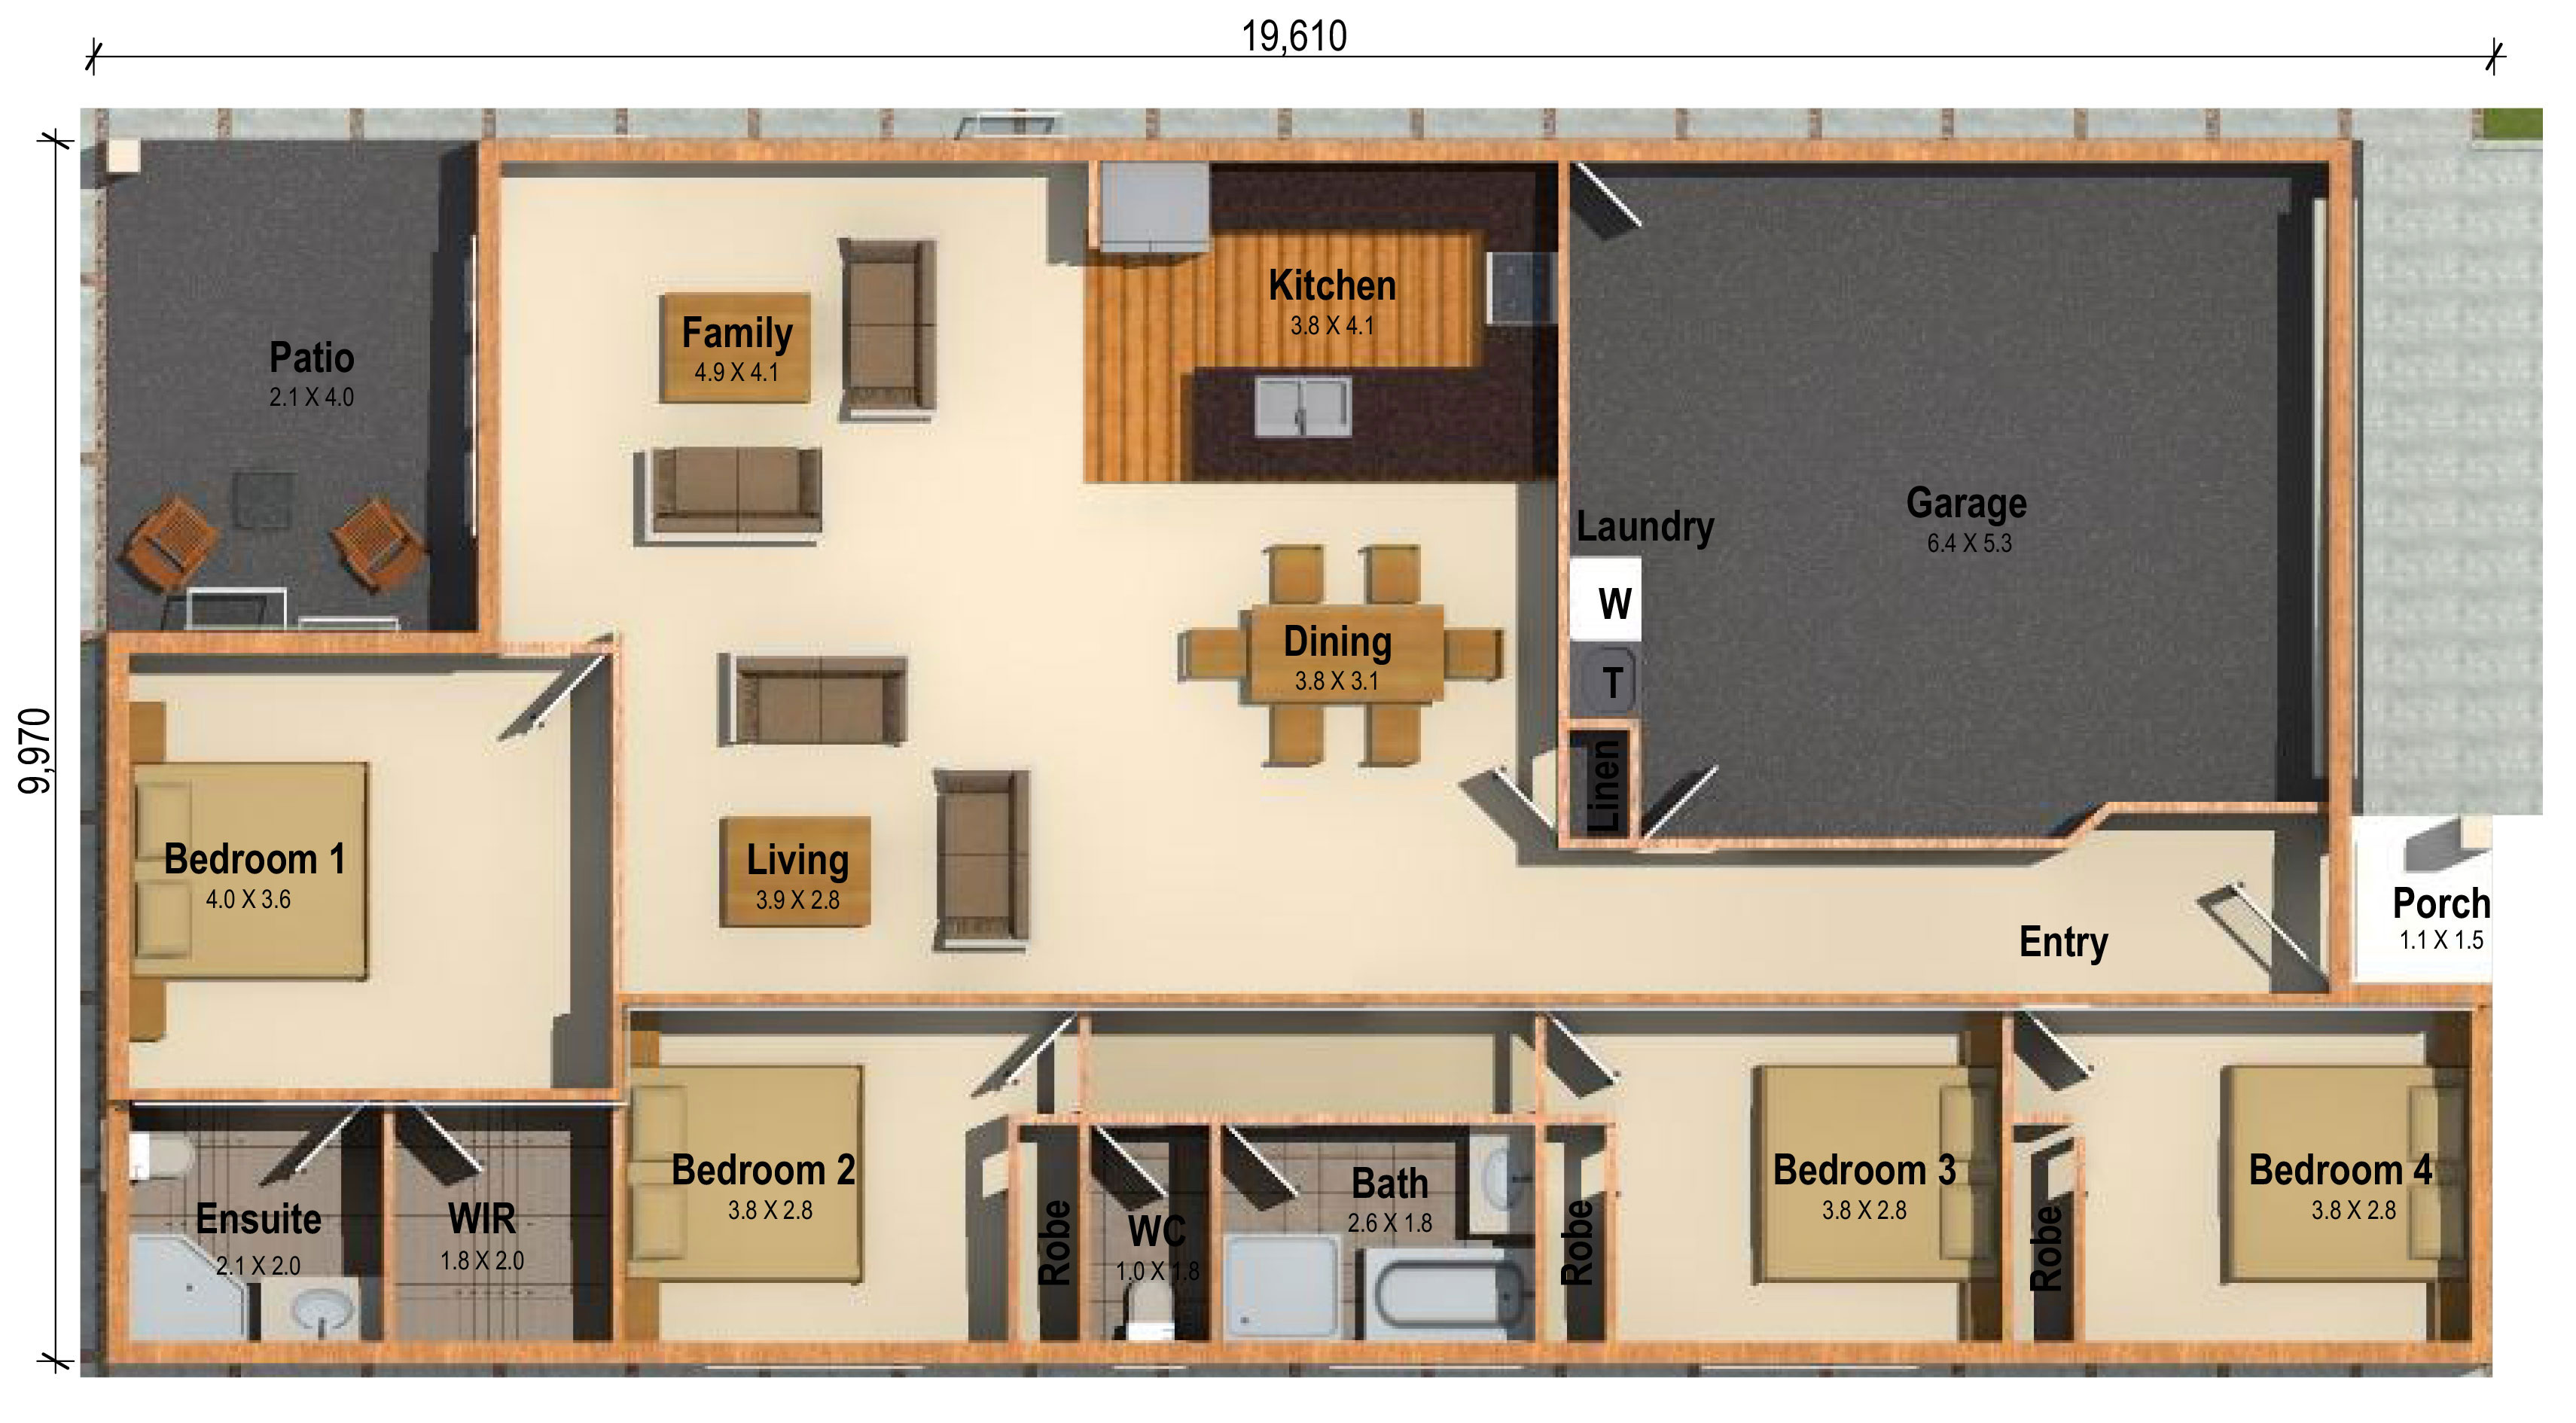 19,610
9,970
Patio
2.1 X 4.0
Family
4.9 X 4.1
Kitchen
3.8 X 4.1
Garage
6.4 X 5.3
Laundry
W
T
Linen
Dining
3.8 X 3.1
Bedroom 1
4.0 X 3.6
Living
3.9 X 2.8
Entry
Porch
1.1 X 1.5
Ensuite
2.1 X 2.0
WIR
1.8 X 2.0
Bedroom 2
3.8 X 2.8
Robe
WC
1.0 X 1.8
Bath
2.6 X 1.8
Robe
Bedroom 3
3.8 X 2.8
Robe
Bedroom 4
3.8 X 2.8